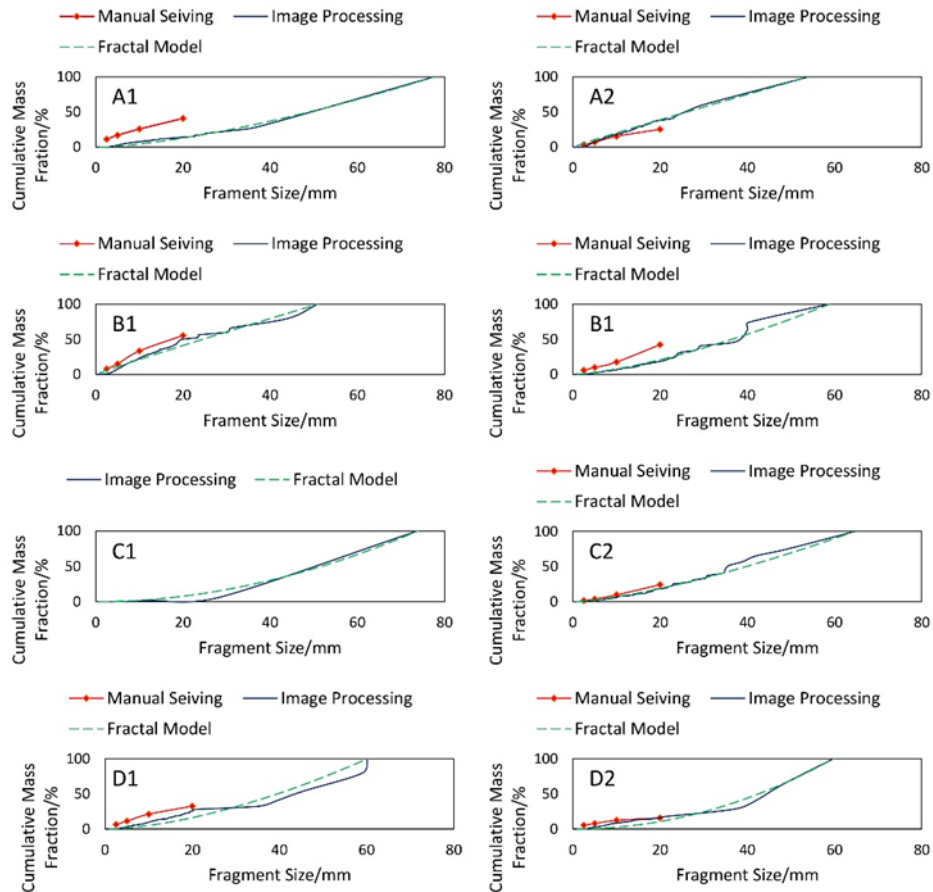 Manual Seiving Image Processing
Fractal Model
Cumulative Mass
Fration/%
100
50
0
A1
0 20 40 60 80
Frament Size/mm
Manual Seiving Image Processing
Fractal Model
Cumulative Mass
Fraction/%
100
50
0
A2
0 20 40 60 80
Frament Size/mm
Manual Seiving Image Processing
Fractal Model
Cumulative Mass
Fraction/%
100
50
0
B1
0 20 40 60 80
Frament Size/mm
Manual Seiving Image Processing
Fractal Model
Cumulative Mass
Fraction/%
100
50
0
B1
0 20 40 60 80
Fragment Size/mm
Image Processing Fractal Model
Cumulative Mass
Fraction/%
100
50
0
C1
0 20 40 60 80
Fragment Size/mm
Manual Seiving Image Processing
Fractal Model
Cumulative Mass
Fraction/%
100
50
0
C2
0 20 40 60 80
Fragment Size/mm
Manual Seiving Image Processing
Fractal Model
Cumulative Mass
Fraction/%
100
50
0
D1
0 20 40 60 80
Fragment Size/mm
Manual Seiving Image Processing
Fractal Model
Cumulative Mass
Fraction/%
100
50
0
D2
0 20 40 60 80
Fragment Size/mm